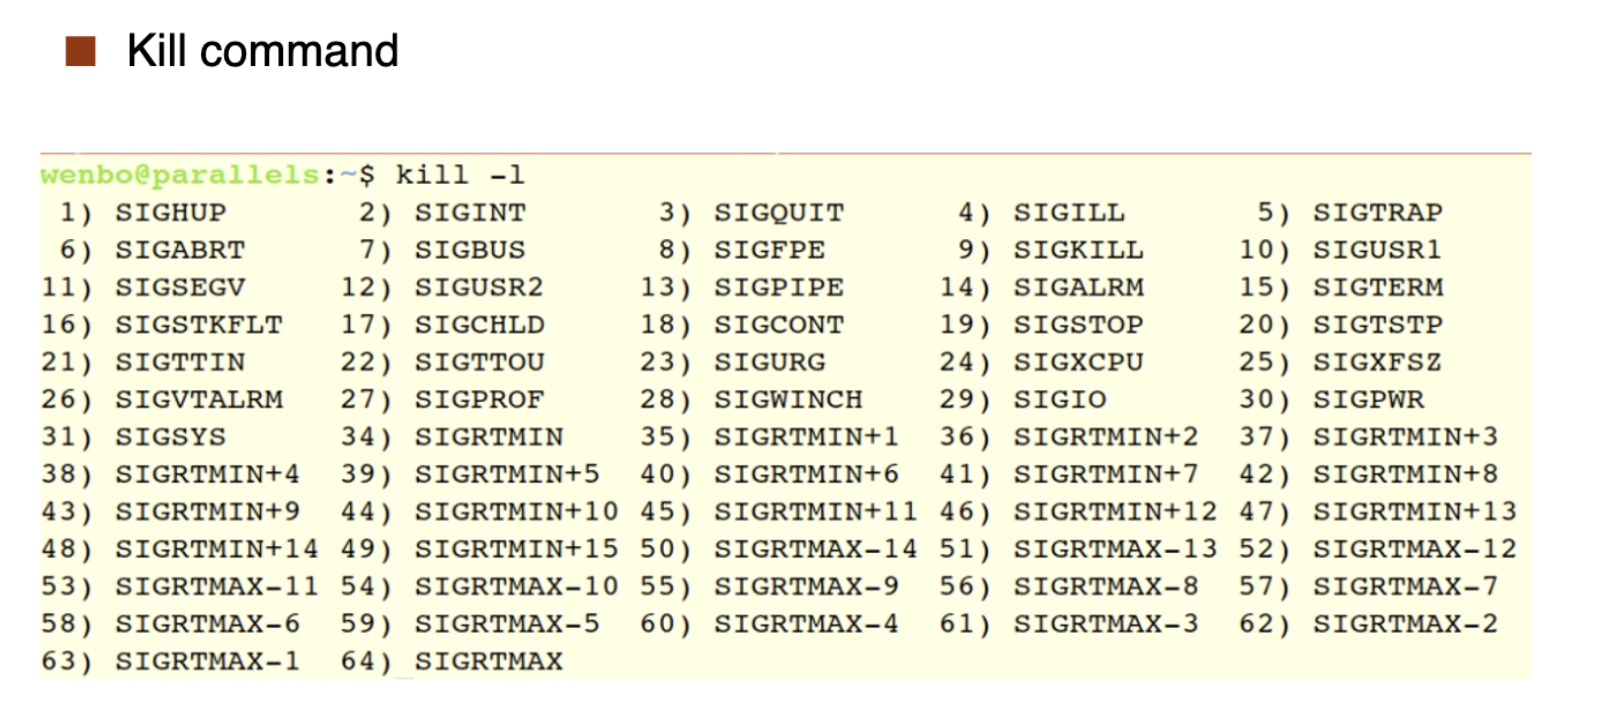 Kill command
wenbo@parallels:~$ kill -l
1) SIGHUP 2) SIGINT 3) SIGQUIT 4) SIGILL 5) SIGTRAP
6) SIGABRT 7) SIGBUS 8) SIGFPE 9) SIGKILL 10) SIGUSR1
11) SIGSEGV 12) SIGUSR2 13) SIGPIPE 14) SIGALRM 15) SIGTERM
16) SIGSTKFLT 17) SIGCHLD 18) SIGCONT 19) SIGSTOP 20) SIGTSTP
21) SIGTTIN 22) SIGTTOU 23) SIGURG 24) SIGXCPU 25) SIGXFSZ
26) SIGVTALRM 27) SIGPROF 28) SIGWINCH 29) SIGIO 30) SIGPWR
31) SIGSYS 34) SIGRTMIN 35) SIGRTMIN+1 36) SIGRTMIN+2 37) SIGRTMIN+3
38) SIGRTMIN+4 39) SIGRTMIN+5 40) SIGRTMIN+6 41) SIGRTMIN+7 42) SIGRTMIN+8
43) SIGRTMIN+9 44) SIGRTMIN+10 45) SIGRTMIN+11 46) SIGRTMIN+12 47) SIGRTMIN+13
48) SIGRTMIN+14 49) SIGRTMIN+15 50) SIGRTMAX-14 51) SIGRTMAX-13 52) SIGRTMAX-12
53) SIGRTMAX-11 54) SIGRTMAX-10 55) SIGRTMAX-9 56) SIGRTMAX-8 57) SIGRTMAX-7
58) SIGRTMAX-6 59) SIGRTMAX-5 60) SIGRTMAX-4 61) SIGRTMAX-3 62) SIGRTMAX-2
63) SIGRTMAX-1 64) SIGRTMAX